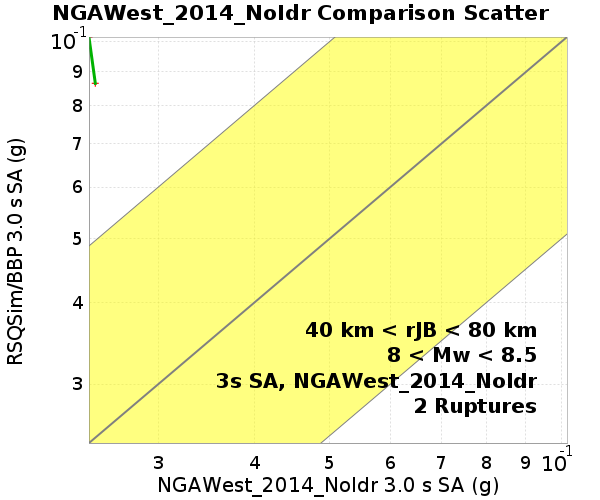 NGAWest_2014_NoIdr Comparison Scatter
10-1
9
8
7
6
5
4
3
RSQSim/BBP 3.0 s SA (g)
40 km < rJB < 80 km
8 < Mw < 8.5
3s SA, NGAWest_2014_NoIdr
2 Ruptures
3 4 5 6 7 8 9 10-1
NGAWest_2014_NoIdr 3.0 s SA (g)